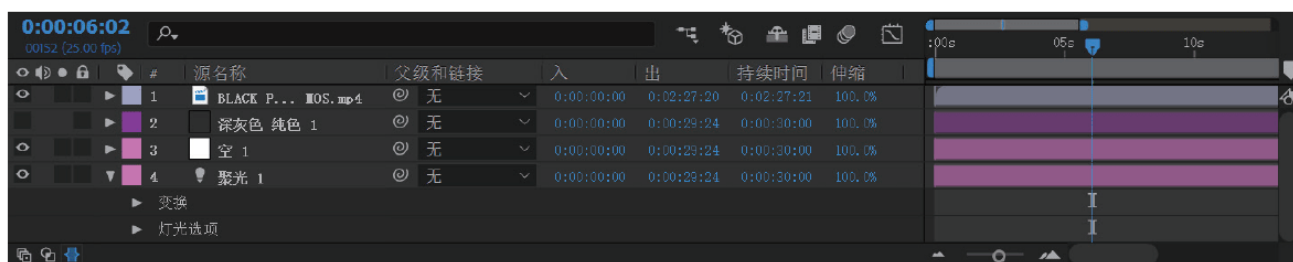 0:00:06:02
00152 (25.00 fps)
:00s 05s 10s
# 源名称 父级和链接 入 出 持续时间 伸缩
1 BLACK P... MOS.mp4 无 0:00:00:00 0:02:27:20 0:02:27:21 100.0%
2 深灰色 纯色 1 无 0:00:00:00 0:00:29:24 0:00:30:00 100.0%
3 空 1 无 0:00:00:00 0:00:29:24 0:00:30:00 100.0%
4 聚光 1 无 0:00:00:00 0:00:29:24 0:00:30:00 100.0%
变换
灯光选项